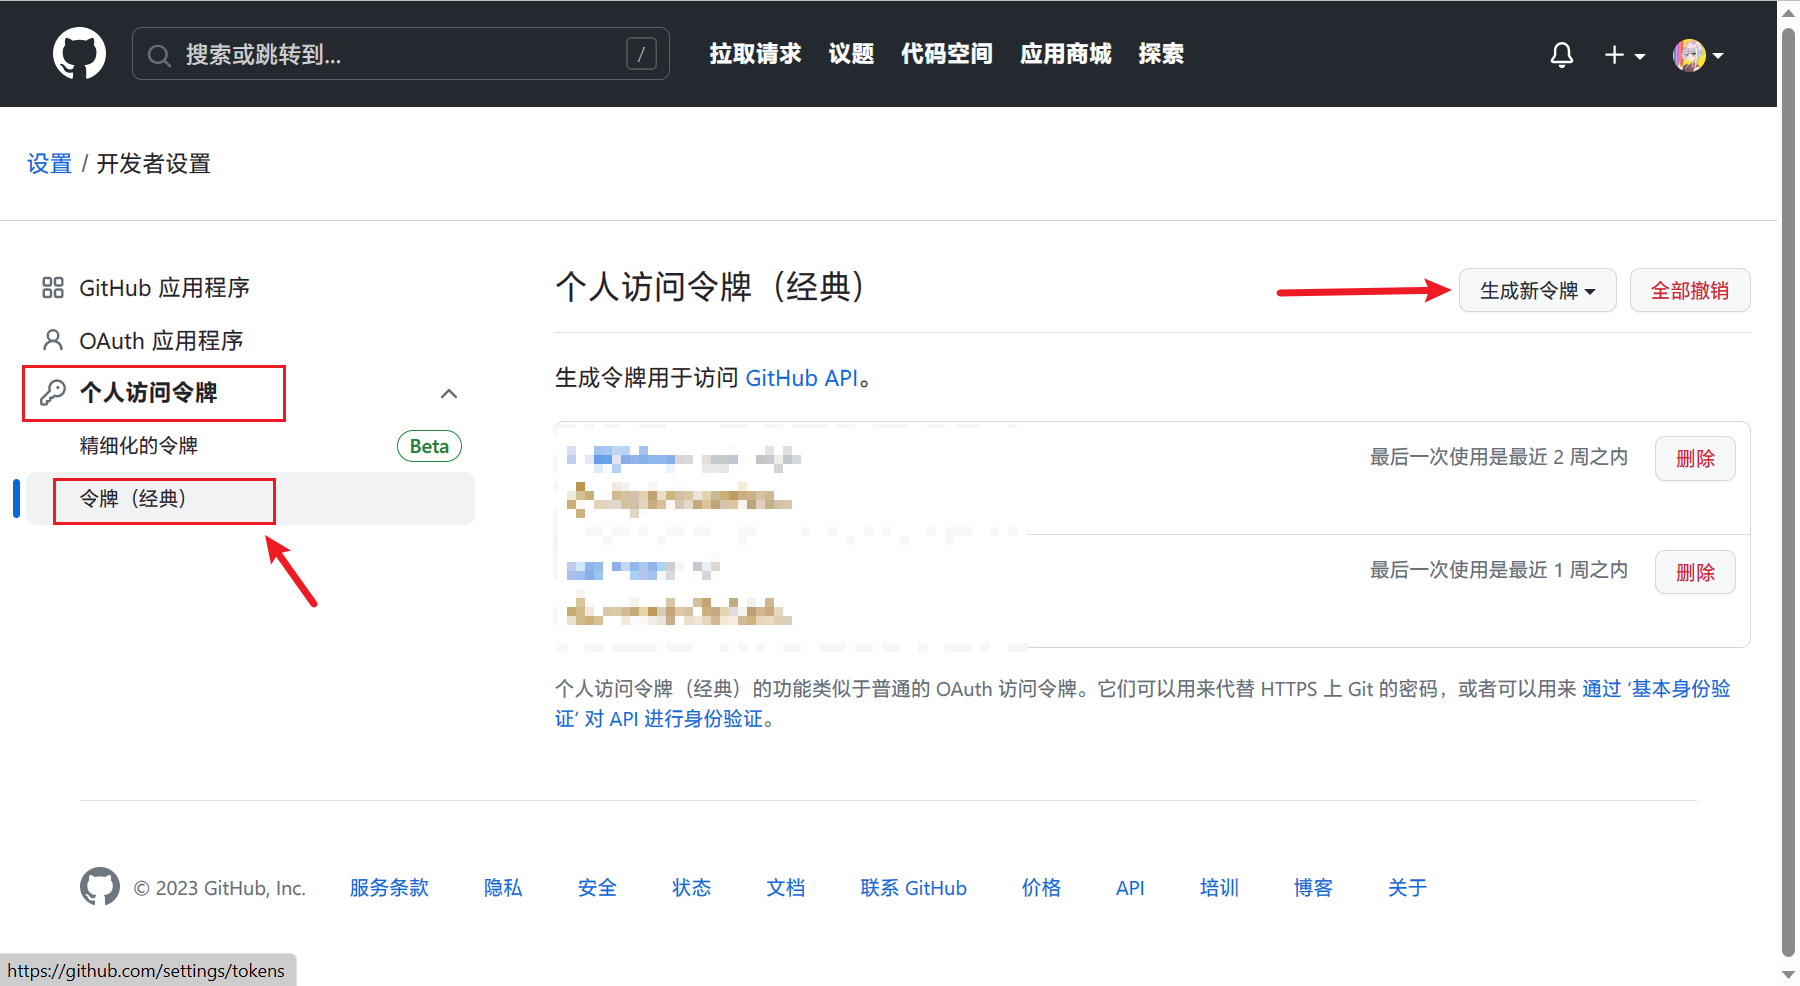 搜索或跳转到...
/
拉取请求 议题 代码空间 应用商城 探索
设置 / 开发者设置
GitHub 应用程序
OAuth 应用程序
个人访问令牌
精细化的令牌 Beta
令牌（经典）
个人访问令牌（经典）
生成新令牌
全部撤销
生成令牌用于访问 GitHub API。
最后一次使用是最近 2 周之内
删除
最后一次使用是最近 1 周之内
删除
个人访问令牌（经典）的功能类似于普通的 OAuth 访问令牌。它们可以用来代替 HTTPS 上 Git 的密码，或者可以用来 通过 ‘基本身份验
证’ 对 API 进行身份验证。
© 2023 GitHub, Inc. 服务条款 隐私 安全 状态 文档 联系 GitHub 价格 API 培训 博客 关于
https://github.com/settings/tokens